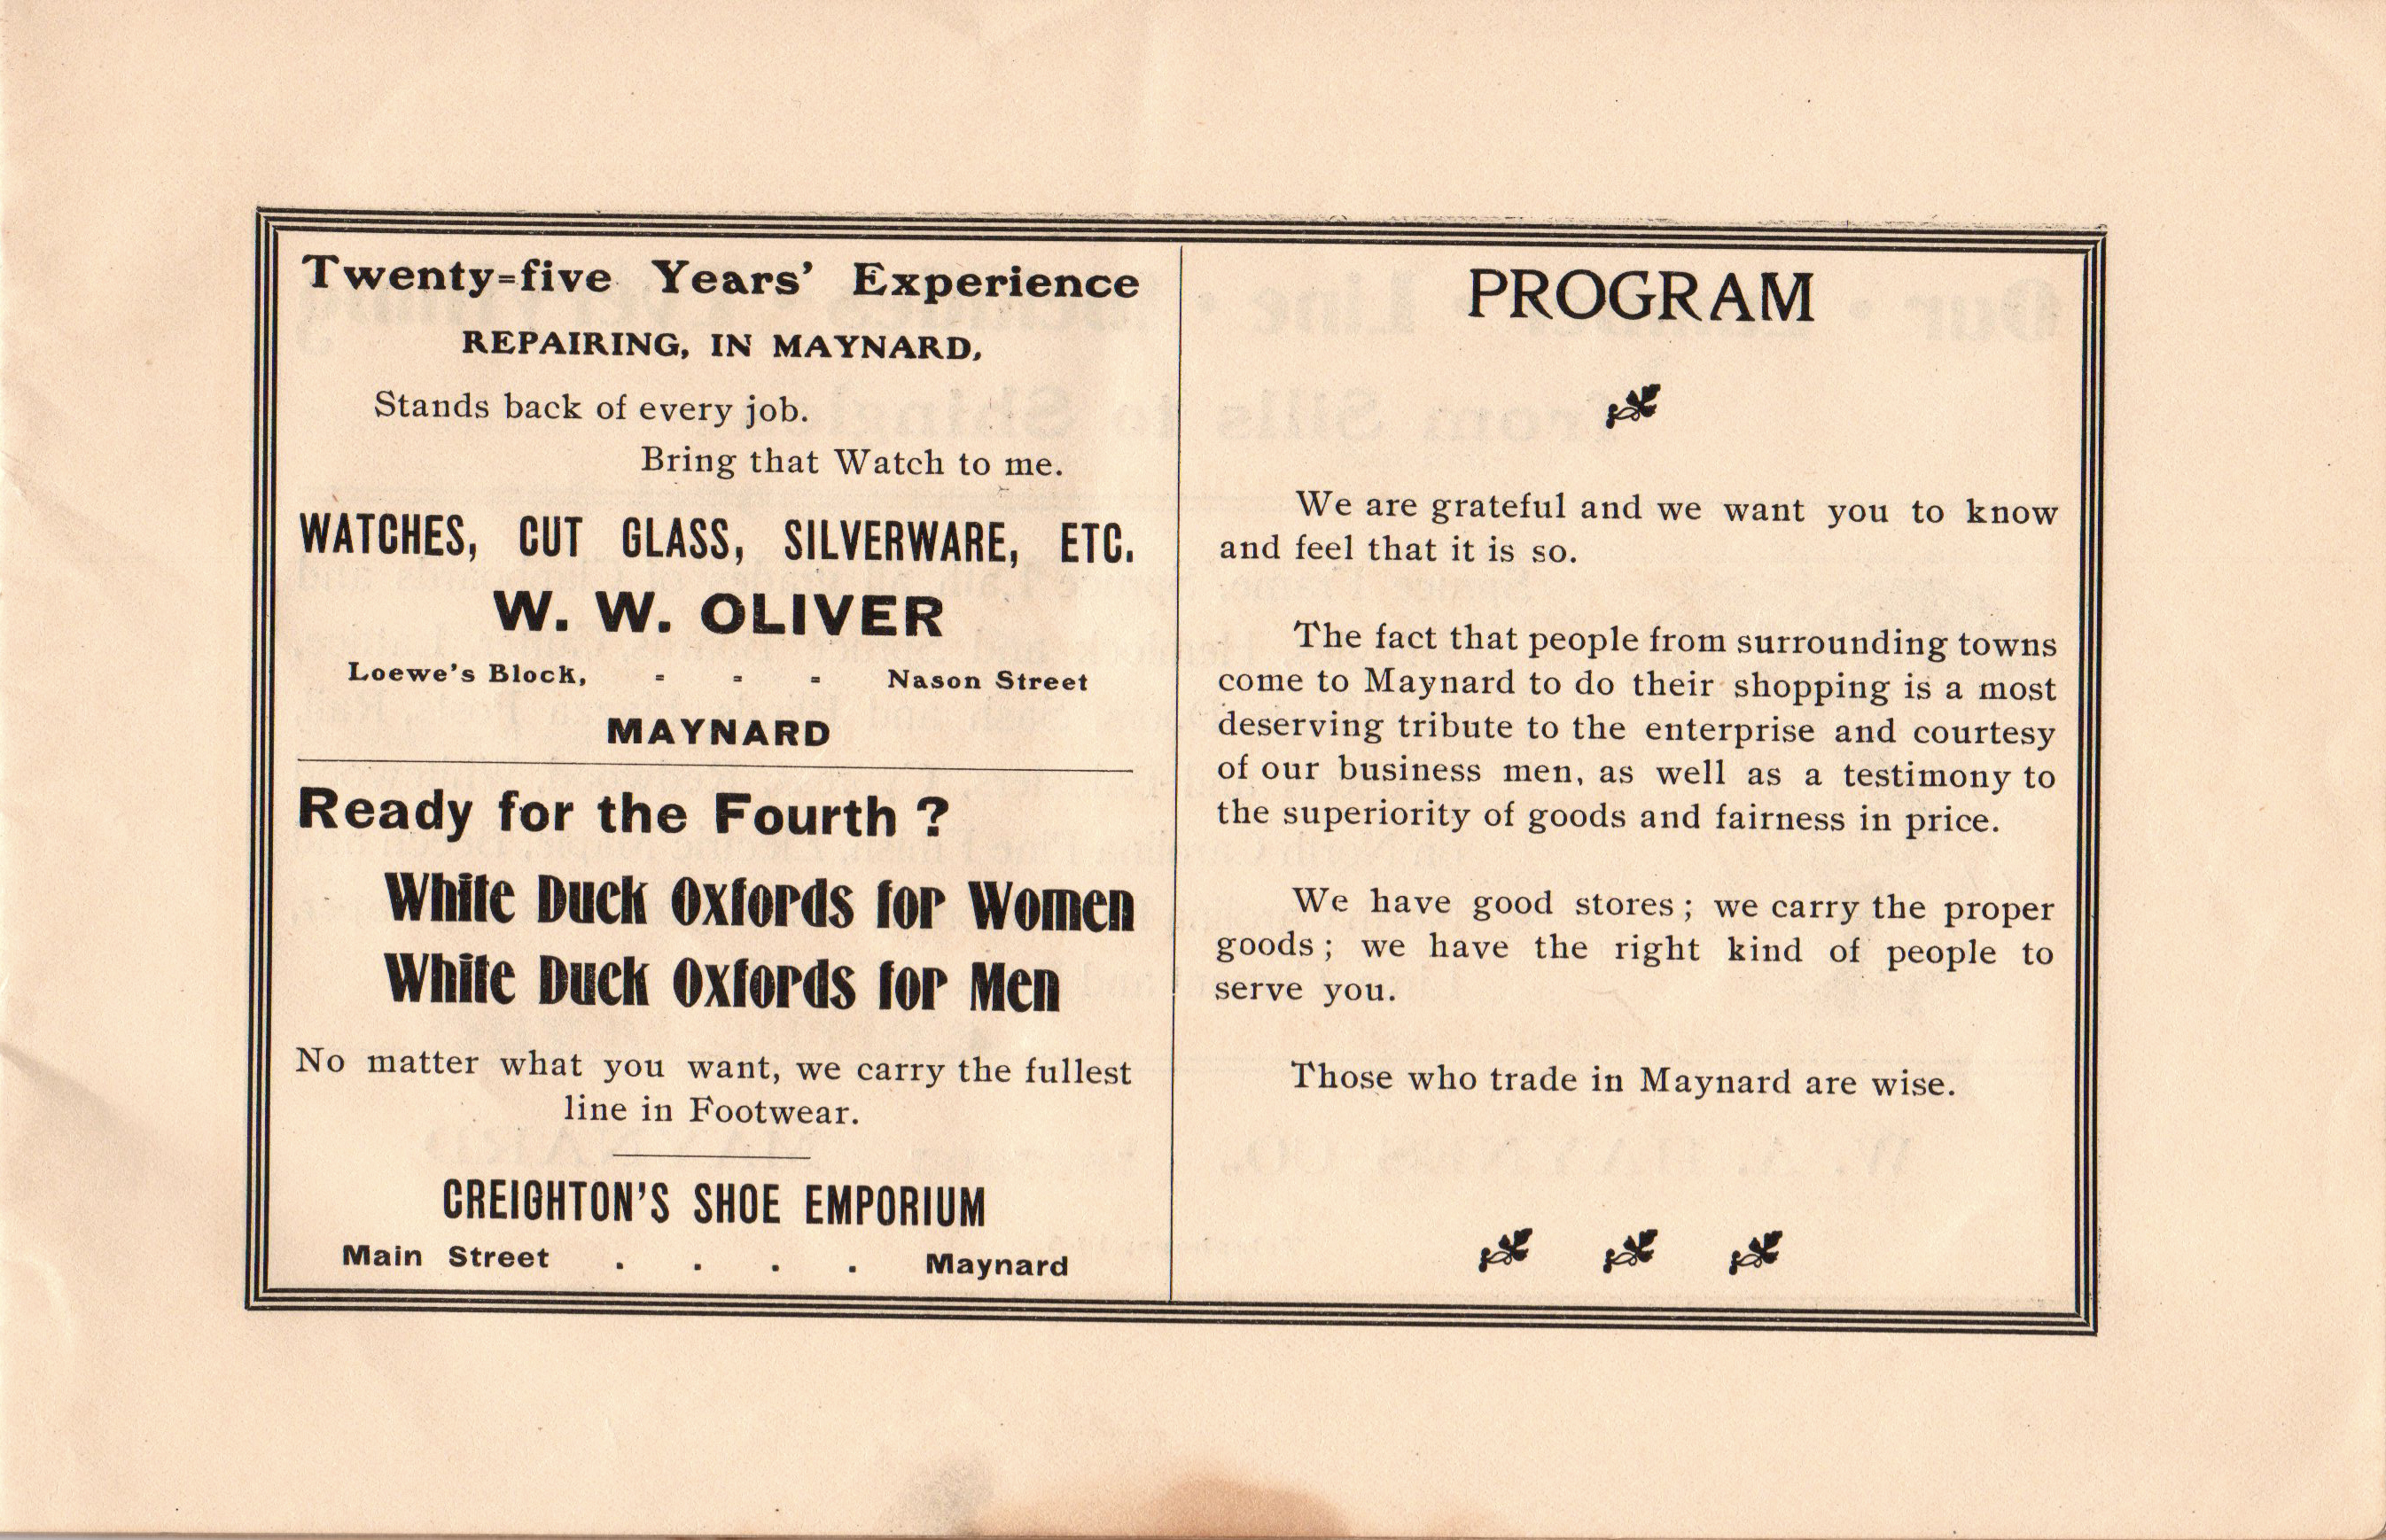 Twenty-five Years' Experience
REPAIRING, IN MAYNARD,
Stands back of every job.
Bring that Watch to me.
WATCHES, CUT GLASS, SILVERWARE, ETC.
W. W. OLIVER
Loewe's Block, - - - Nason Street
MAYNARD
Ready for the Fourth ?
White Duck Oxfords for Women
White Duck Oxfords for Men
No matter what you want, we carry the fullest
line in Footwear.
CREIGHTON'S SHOE EMPORIUM
Main Street . . . . Maynard
PROGRAM
We are grateful and we want you to know
and feel that it is so.
The fact that people from surrounding towns
come to Maynard to do their shopping is a most
deserving tribute to the enterprise and courtesy
of our business men, as well as a testimony to
the superiority of goods and fairness in price.
We have good stores ; we carry the proper
goods ; we have the right kind of people to
serve you.
Those who trade in Maynard are wise.